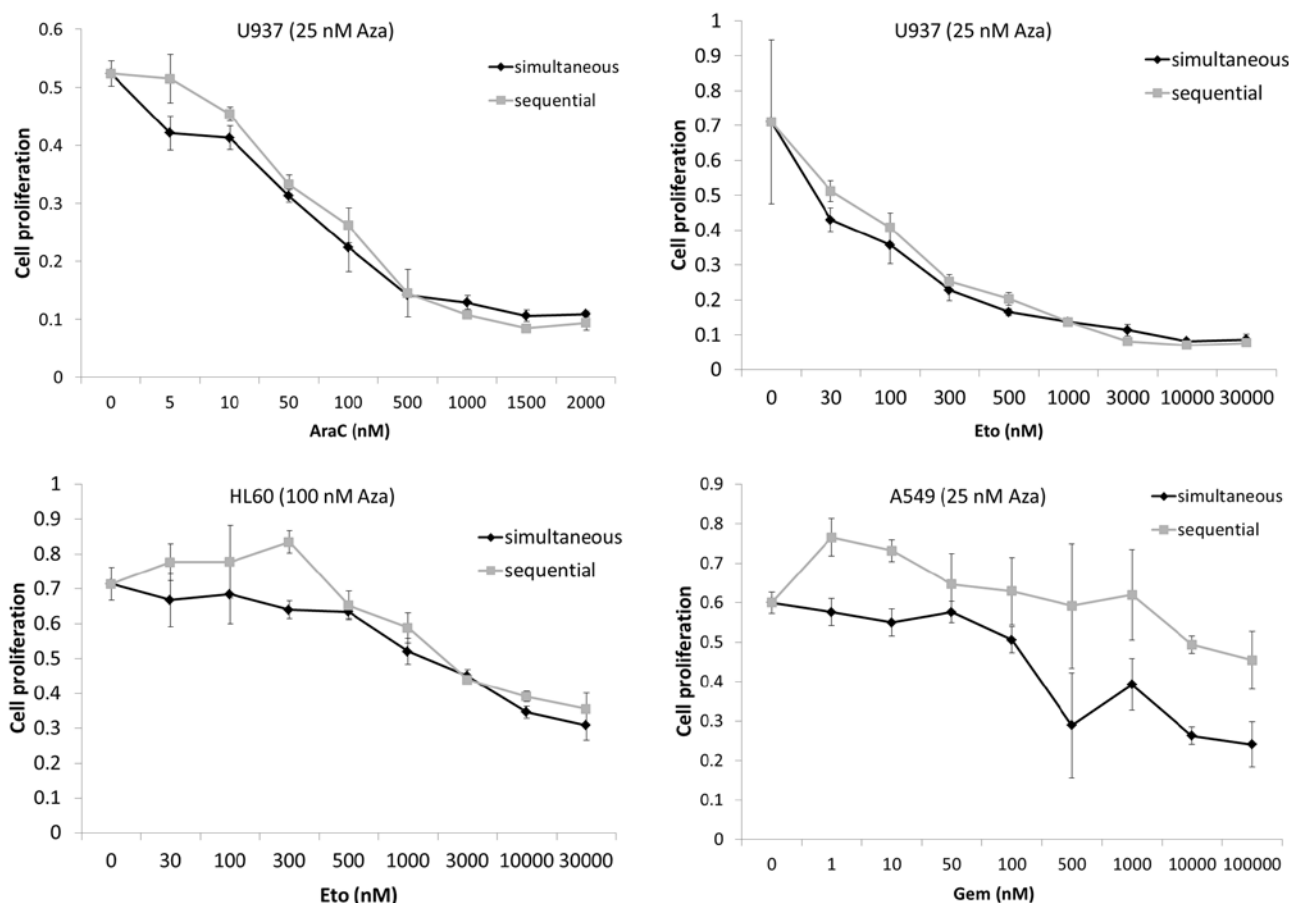 U937 (25 nM Aza)
0.6
0.5
0.4
0.3
0.2
0.1
0
Cell proliferation
simultaneous
sequential
0 5 10 50 100 500 1000 1500 2000
AraC (nM)
U937 (25 nM Aza)
1
0.9
0.8
0.7
0.6
0.5
0.4
0.3
0.2
0.1
0
Cell proliferation
simultaneous
sequential
0 30 100 300 500 1000 3000 10000 30000
Eto (nM)
HL60 (100 nM Aza)
1
0.9
0.8
0.7
0.6
0.5
0.4
0.3
0.2
0.1
0
Cell proliferation
simultaneous
sequential
0 30 100 300 500 1000 3000 10000 30000
Eto (nM)
A549 (25 nM Aza)
0.9
0.8
0.7
0.6
0.5
0.4
0.3
0.2
0.1
0
Cell proliferation
simultaneous
sequential
0 1 10 50 100 500 1000 10000 100000
Gem (nM)